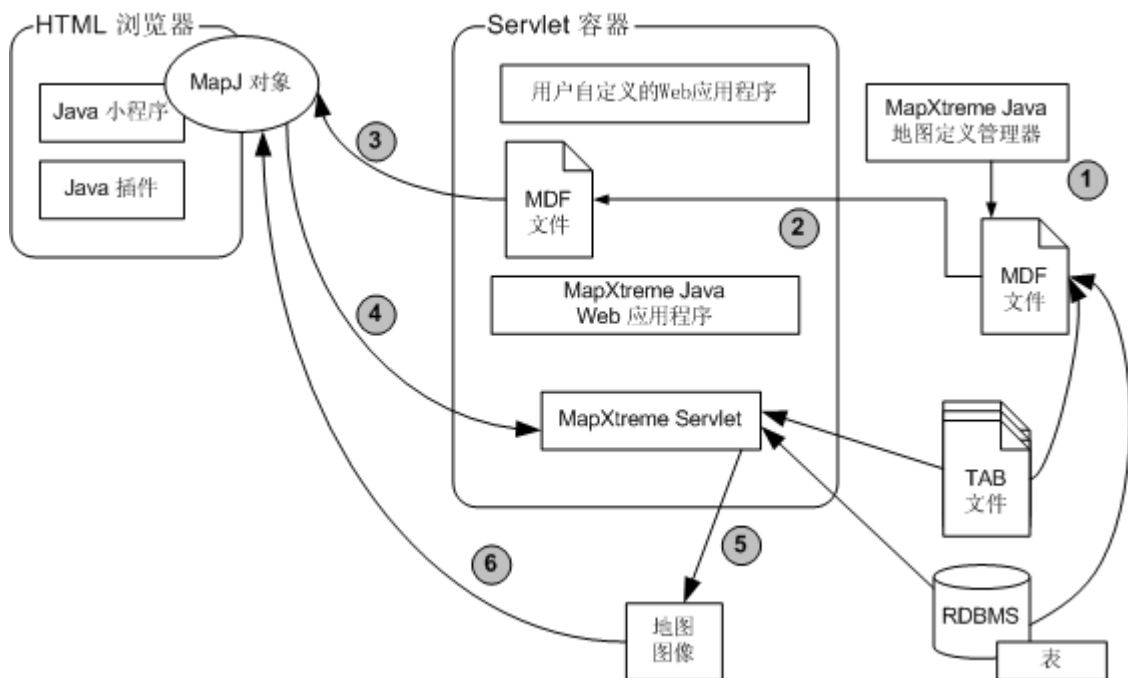 HTML 浏览器
MapJ 对象
Java 小程序
Java 插件
Servlet 容器
用户自定义的Web应用程序
MDF
文件
MapXtreme Java
Web 应用程序
MapXtreme Servlet
MapXtreme Java
地图定义管理器
MDF
文件
TAB
文件
RDBMS
表
地图
图像
1
2
3
4
5
6